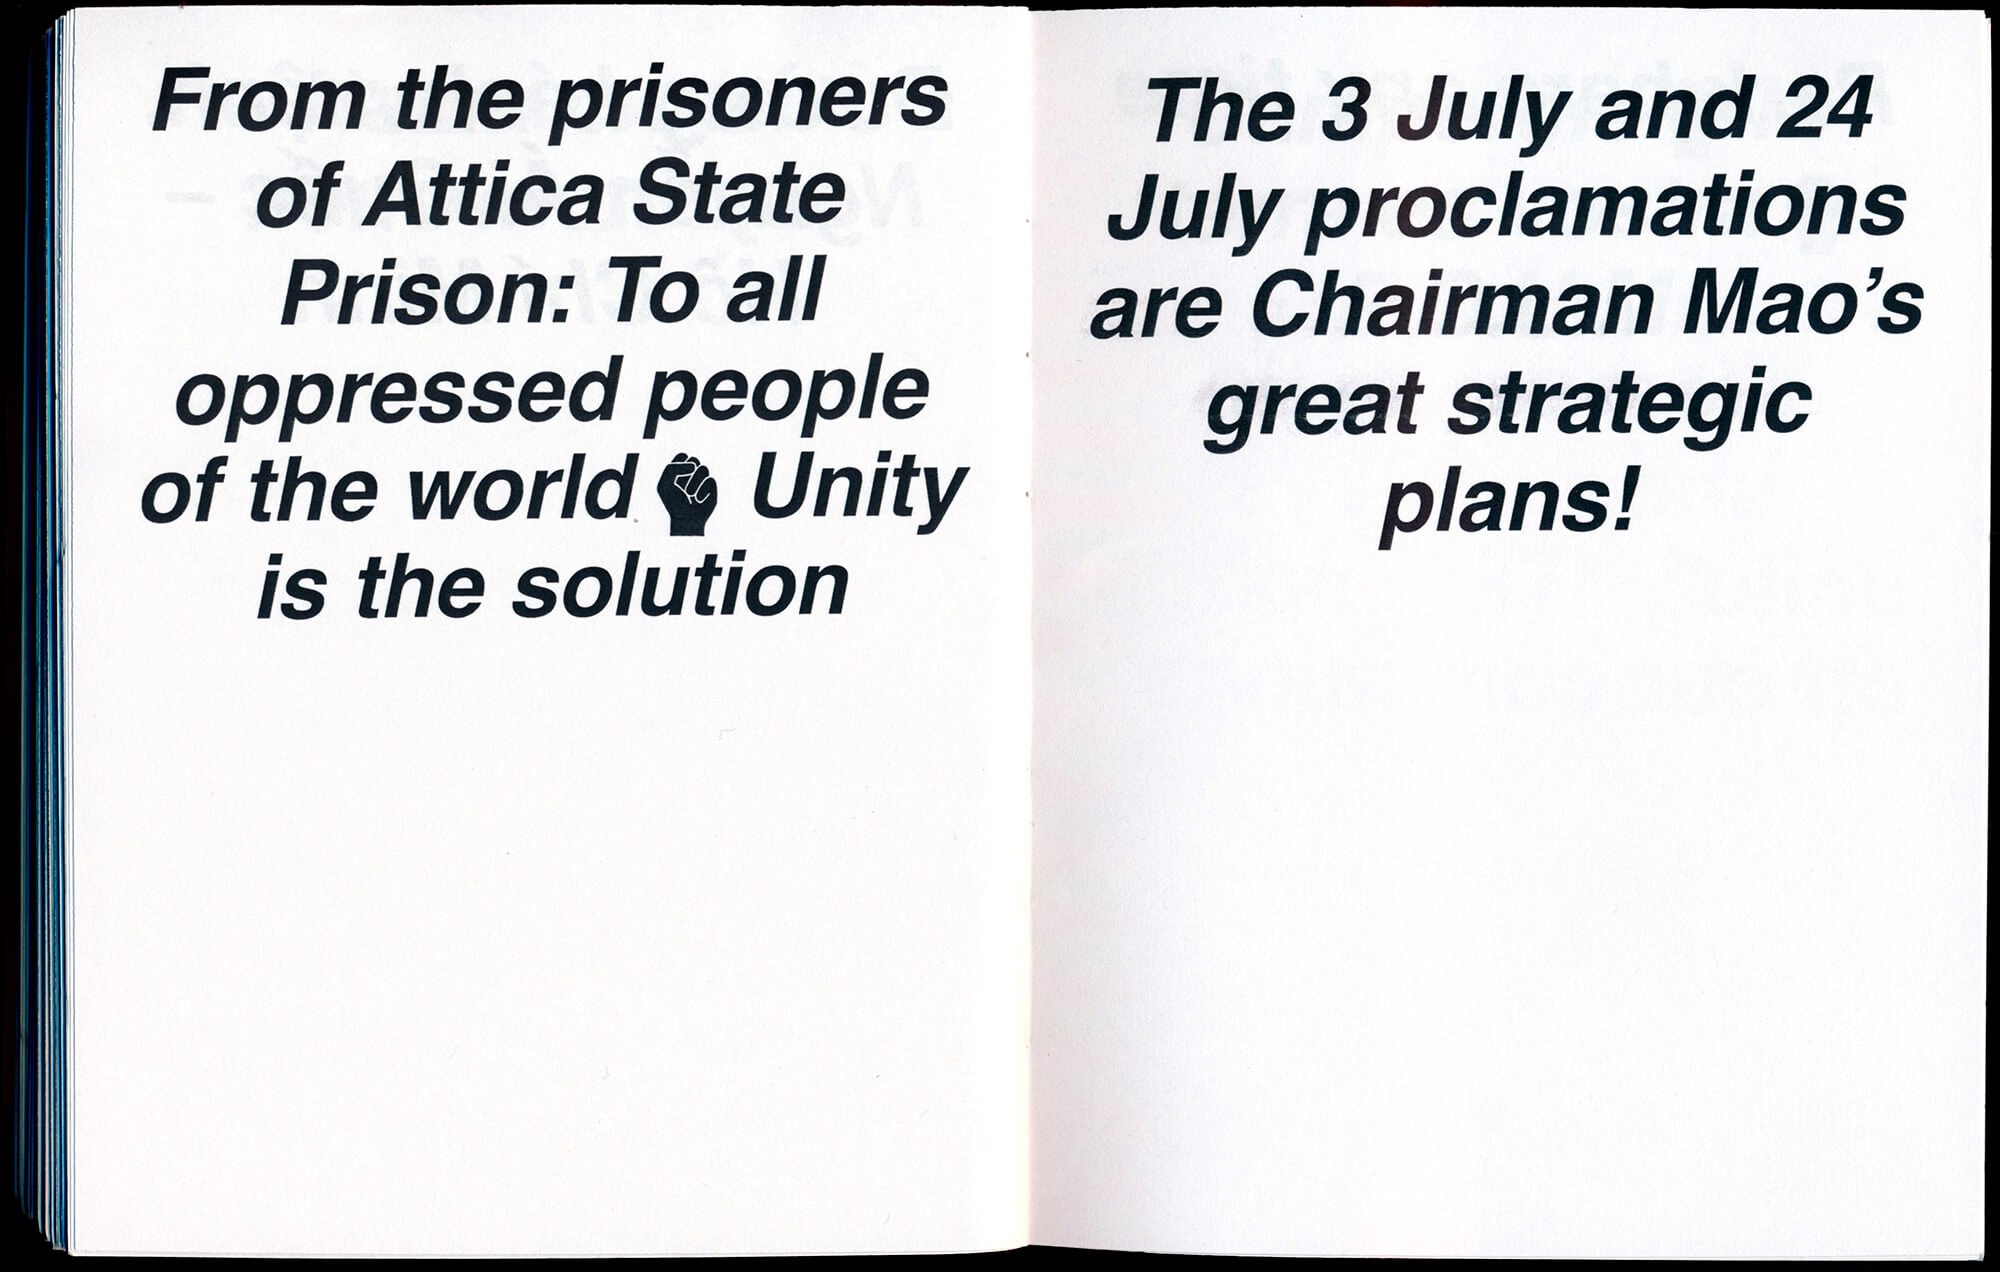 From the prisoners
of Attica State
Prison: To all
oppressed people
of the world ✊ Unity
is the solution
The 3 July and 24
July proclamations
are Chairman Mao’s
great strategic
plans!